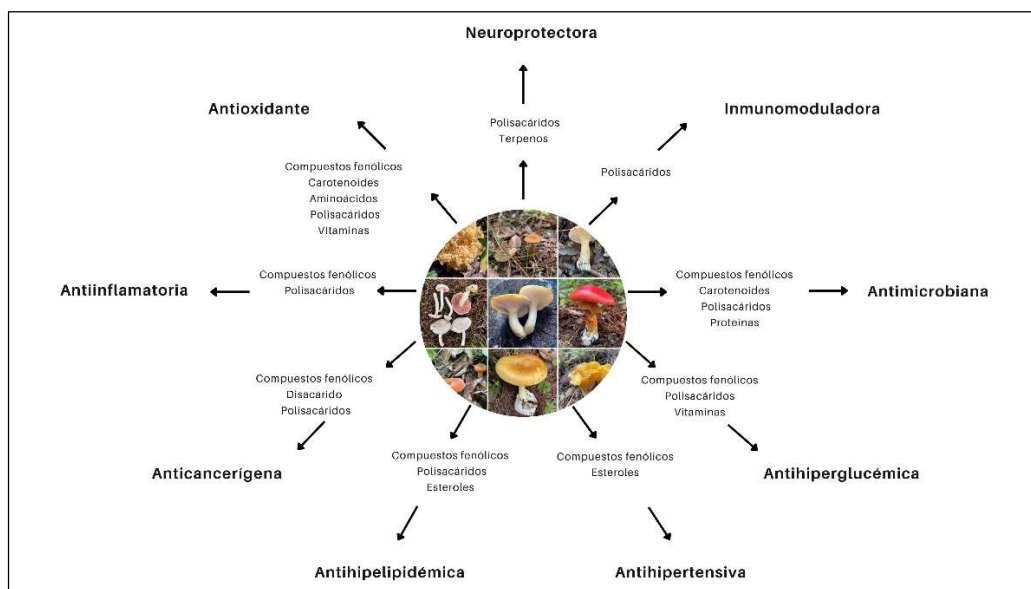 Neuroprotectora
Polisacáridos
Terpenos
Inmunomoduladora
Polisacáridos
Compuestos fenólicos
Carotenoides
Polisacáridos
Proteinas
Antimicrobiana
Compuestos fenólicos
Polisacáridos
Vitaminas
Antihiperglucémica
Compuestos fenólicos
Esteroles
Antihipertensiva
Compuestos fenólicos
Polisacáridos
Esteroles
Antihipelipidémica
Compuestos fenólicos
Disacarido
Polisacáridos
Anticancerígena
Compuestos fenólicos
Polisacáridos
Antiinflamatoria
Compuestos fenólicos
Carotenoides
Aminoácidos
Polisacáridos
Vitaminas
Antioxidante